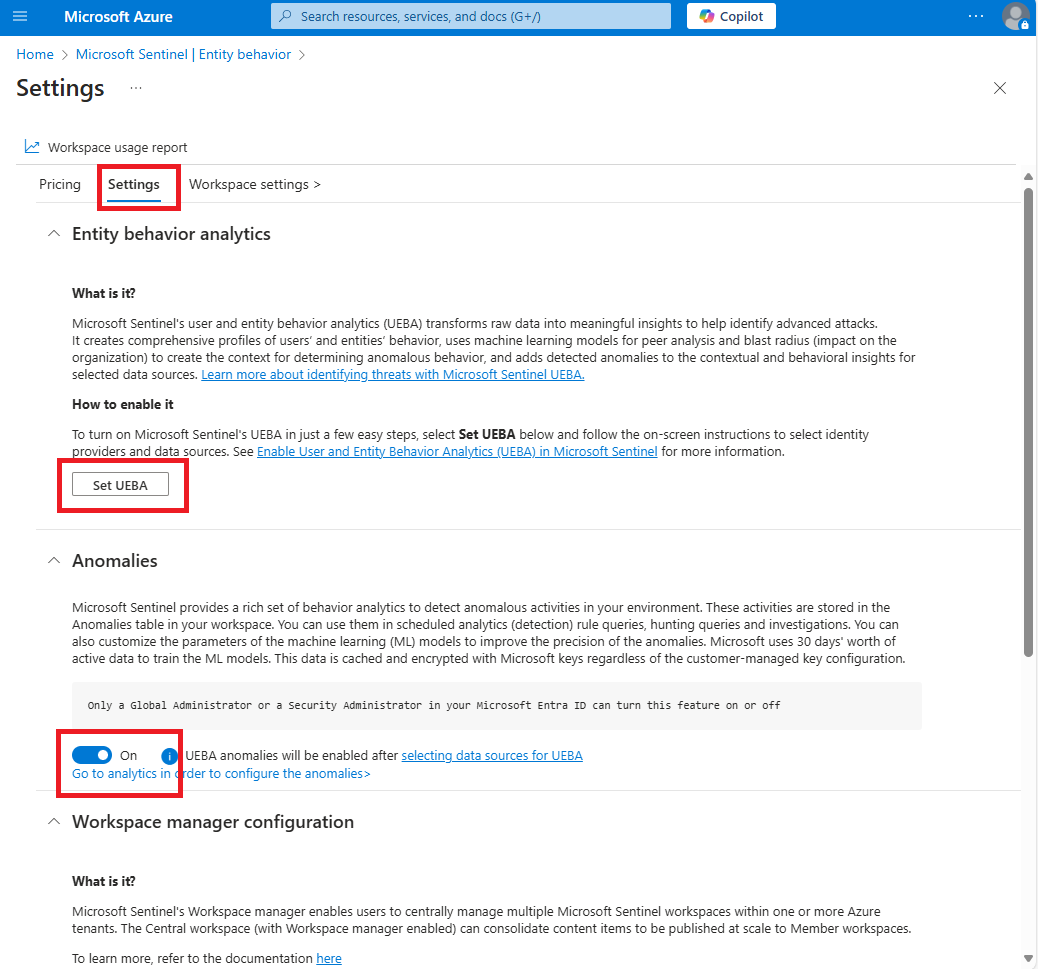 Microsoft Azure
Search resources, services, and docs (G+/)
Copilot
Home > Microsoft Sentinel | Entity behavior >
Settings ...
Workspace usage report
Pricing Settings Workspace settings >
Entity behavior analytics
What is it?
Microsoft Sentinel's user and entity behavior analytics (UEBA) transforms raw data into meaningful insights to help identify advanced attacks.
It creates comprehensive profiles of users’ and entities’ behavior, uses machine learning models for peer analysis and blast radius (impact on the
organization) to create the context for determining anomalous behavior, and adds detected anomalies to the contextual and behavioral insights for
selected data sources. Learn more about identifying threats with Microsoft Sentinel UEBA.
How to enable it
To turn on Microsoft Sentinel's UEBA in just a few easy steps, select Set UEBA below and follow the on-screen instructions to select identity
providers and data sources. See Enable User and Entity Behavior Analytics (UEBA) in Microsoft Sentinel for more information.
Set UEBA
Anomalies
Microsoft Sentinel provides a rich set of behavior analytics to detect anomalous activities in your environment. These activities are stored in the
Anomalies table in your workspace. You can use them in scheduled analytics (detection) rule queries, hunting queries and investigations. You can
also customize the parameters of the machine learning (ML) models to improve the precision of the anomalies. Microsoft uses 30 days' worth of
active data to train the ML models. This data is cached and encrypted with Microsoft keys regardless of the customer-managed key configuration.
Only a Global Administrator or a Security Administrator in your Microsoft Entra ID can turn this feature on or off
On UEBA anomalies will be enabled after selecting data sources for UEBA
Go to analytics in order to configure the anomalies>
Workspace manager configuration
What is it?
Microsoft Sentinel's Workspace manager enables users to centrally manage multiple Microsoft Sentinel workspaces within one or more Azure
tenants. The Central workspace (with Workspace manager enabled) can consolidate content items to be published at scale to Member workspaces.
To learn more, refer to the documentation here